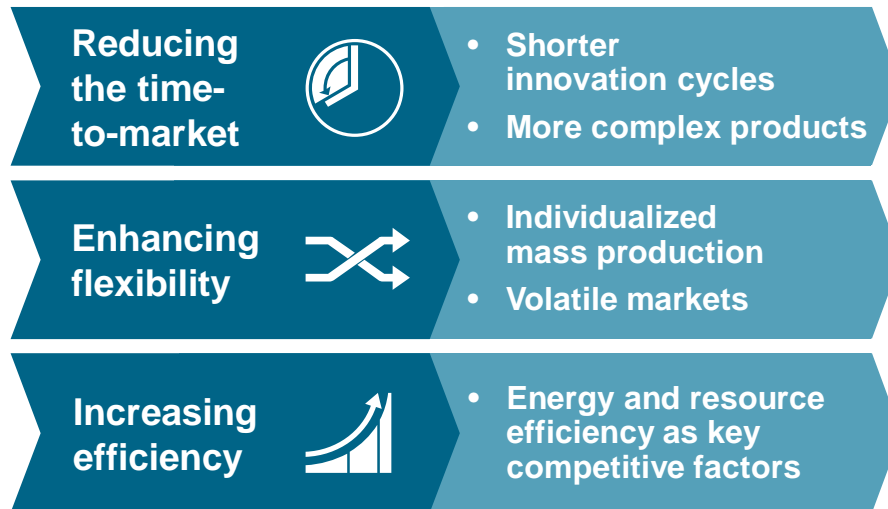 Reducing
the time-
to-market
• Shorter
innovation cycles
• More complex products
Enhancing
flexibility
• Individualized
mass production
• Volatile markets
Increasing
efficiency
• Energy and resource
efficiency as key
competitive factors